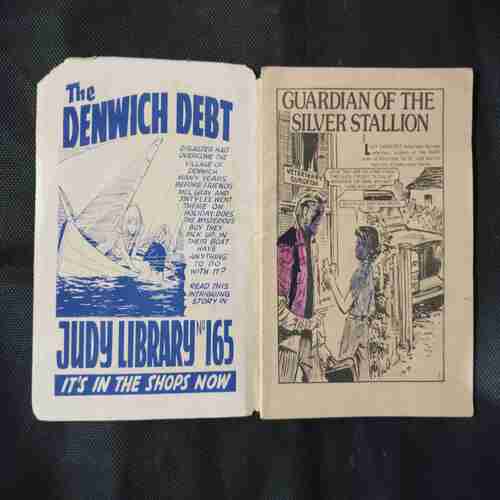 The
DENWICH DEBT
DISASTER HAD
OVERCOME THE
VILLAGE OF
DENWICH
MANY YEARS
BEFORE FRIENDS
MEL GRAY AND
JINTY LEE WENT
THERE ON
HOLIDAY. DOES
THE MYSTERIOUS
BOY THEY
PICK UP IN
THEIR BOAT
HAVE
ANYTHING
TO DO
WITH IT?
READ THIS
INTRIGUING
STORY IN
JUDY LIBRARY Nº 165
IT'S IN THE SHOPS NOW
GUARDIAN OF THE
SILVER STALLION
VETERINARY
SURGEON